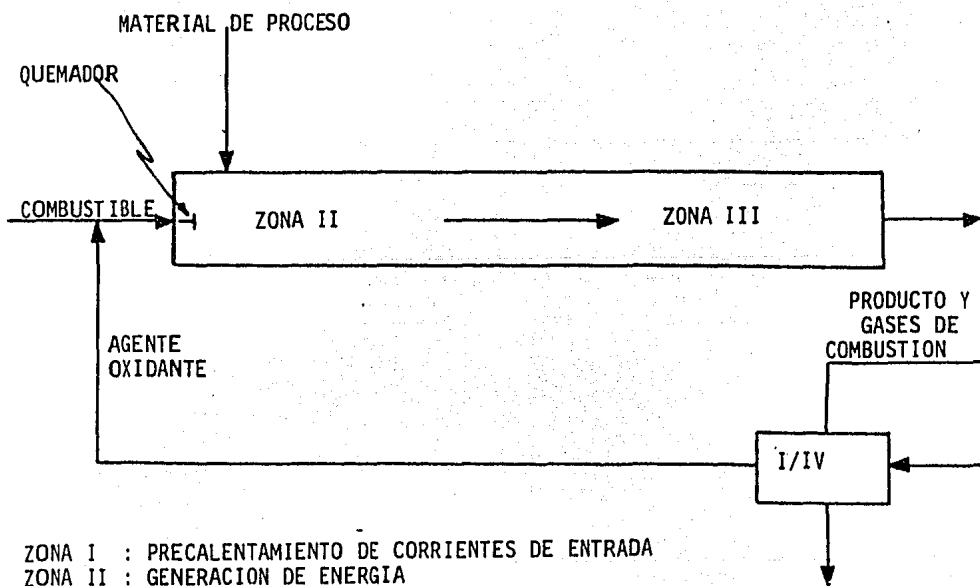 MATERIAL DE PROCESO
QUEMADOR
COMBUSTIBLE
ZONA II
ZONA III
AGENTE
OXIDANTE
PRODUCTO Y
GASES DE
COMBUSTION
I/IV
ZONA I : PRECALENTAMIENTO DE CORRIENTES DE ENTRADA
ZONA II : GENERACION DE ENERGIA